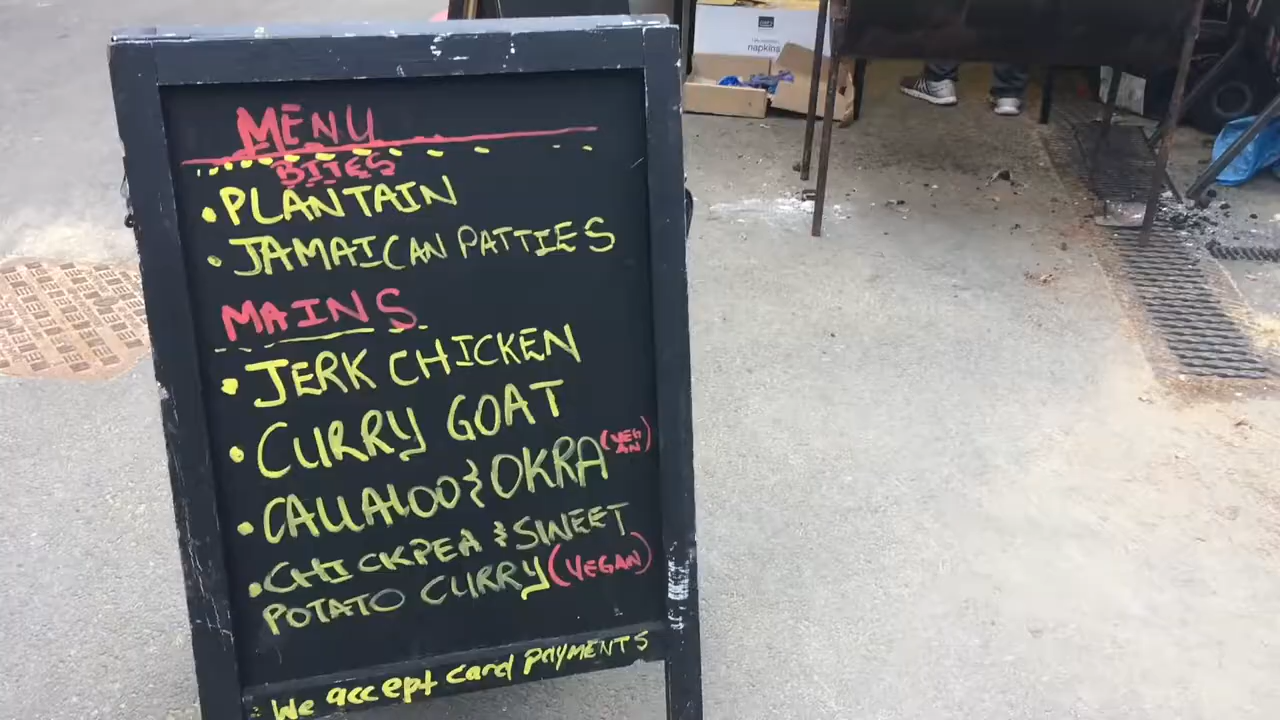 MENU
BITES
• PLANTAIN
• JAMAICAN PATTIES
MAINS
• JERK CHICKEN
• CURRY GOAT
• CALLALOO & OKRA (VEGAN)
• CHICKPEA & SWEET
POTATO CURRY (VEGAN)
We accept card payments
napkins